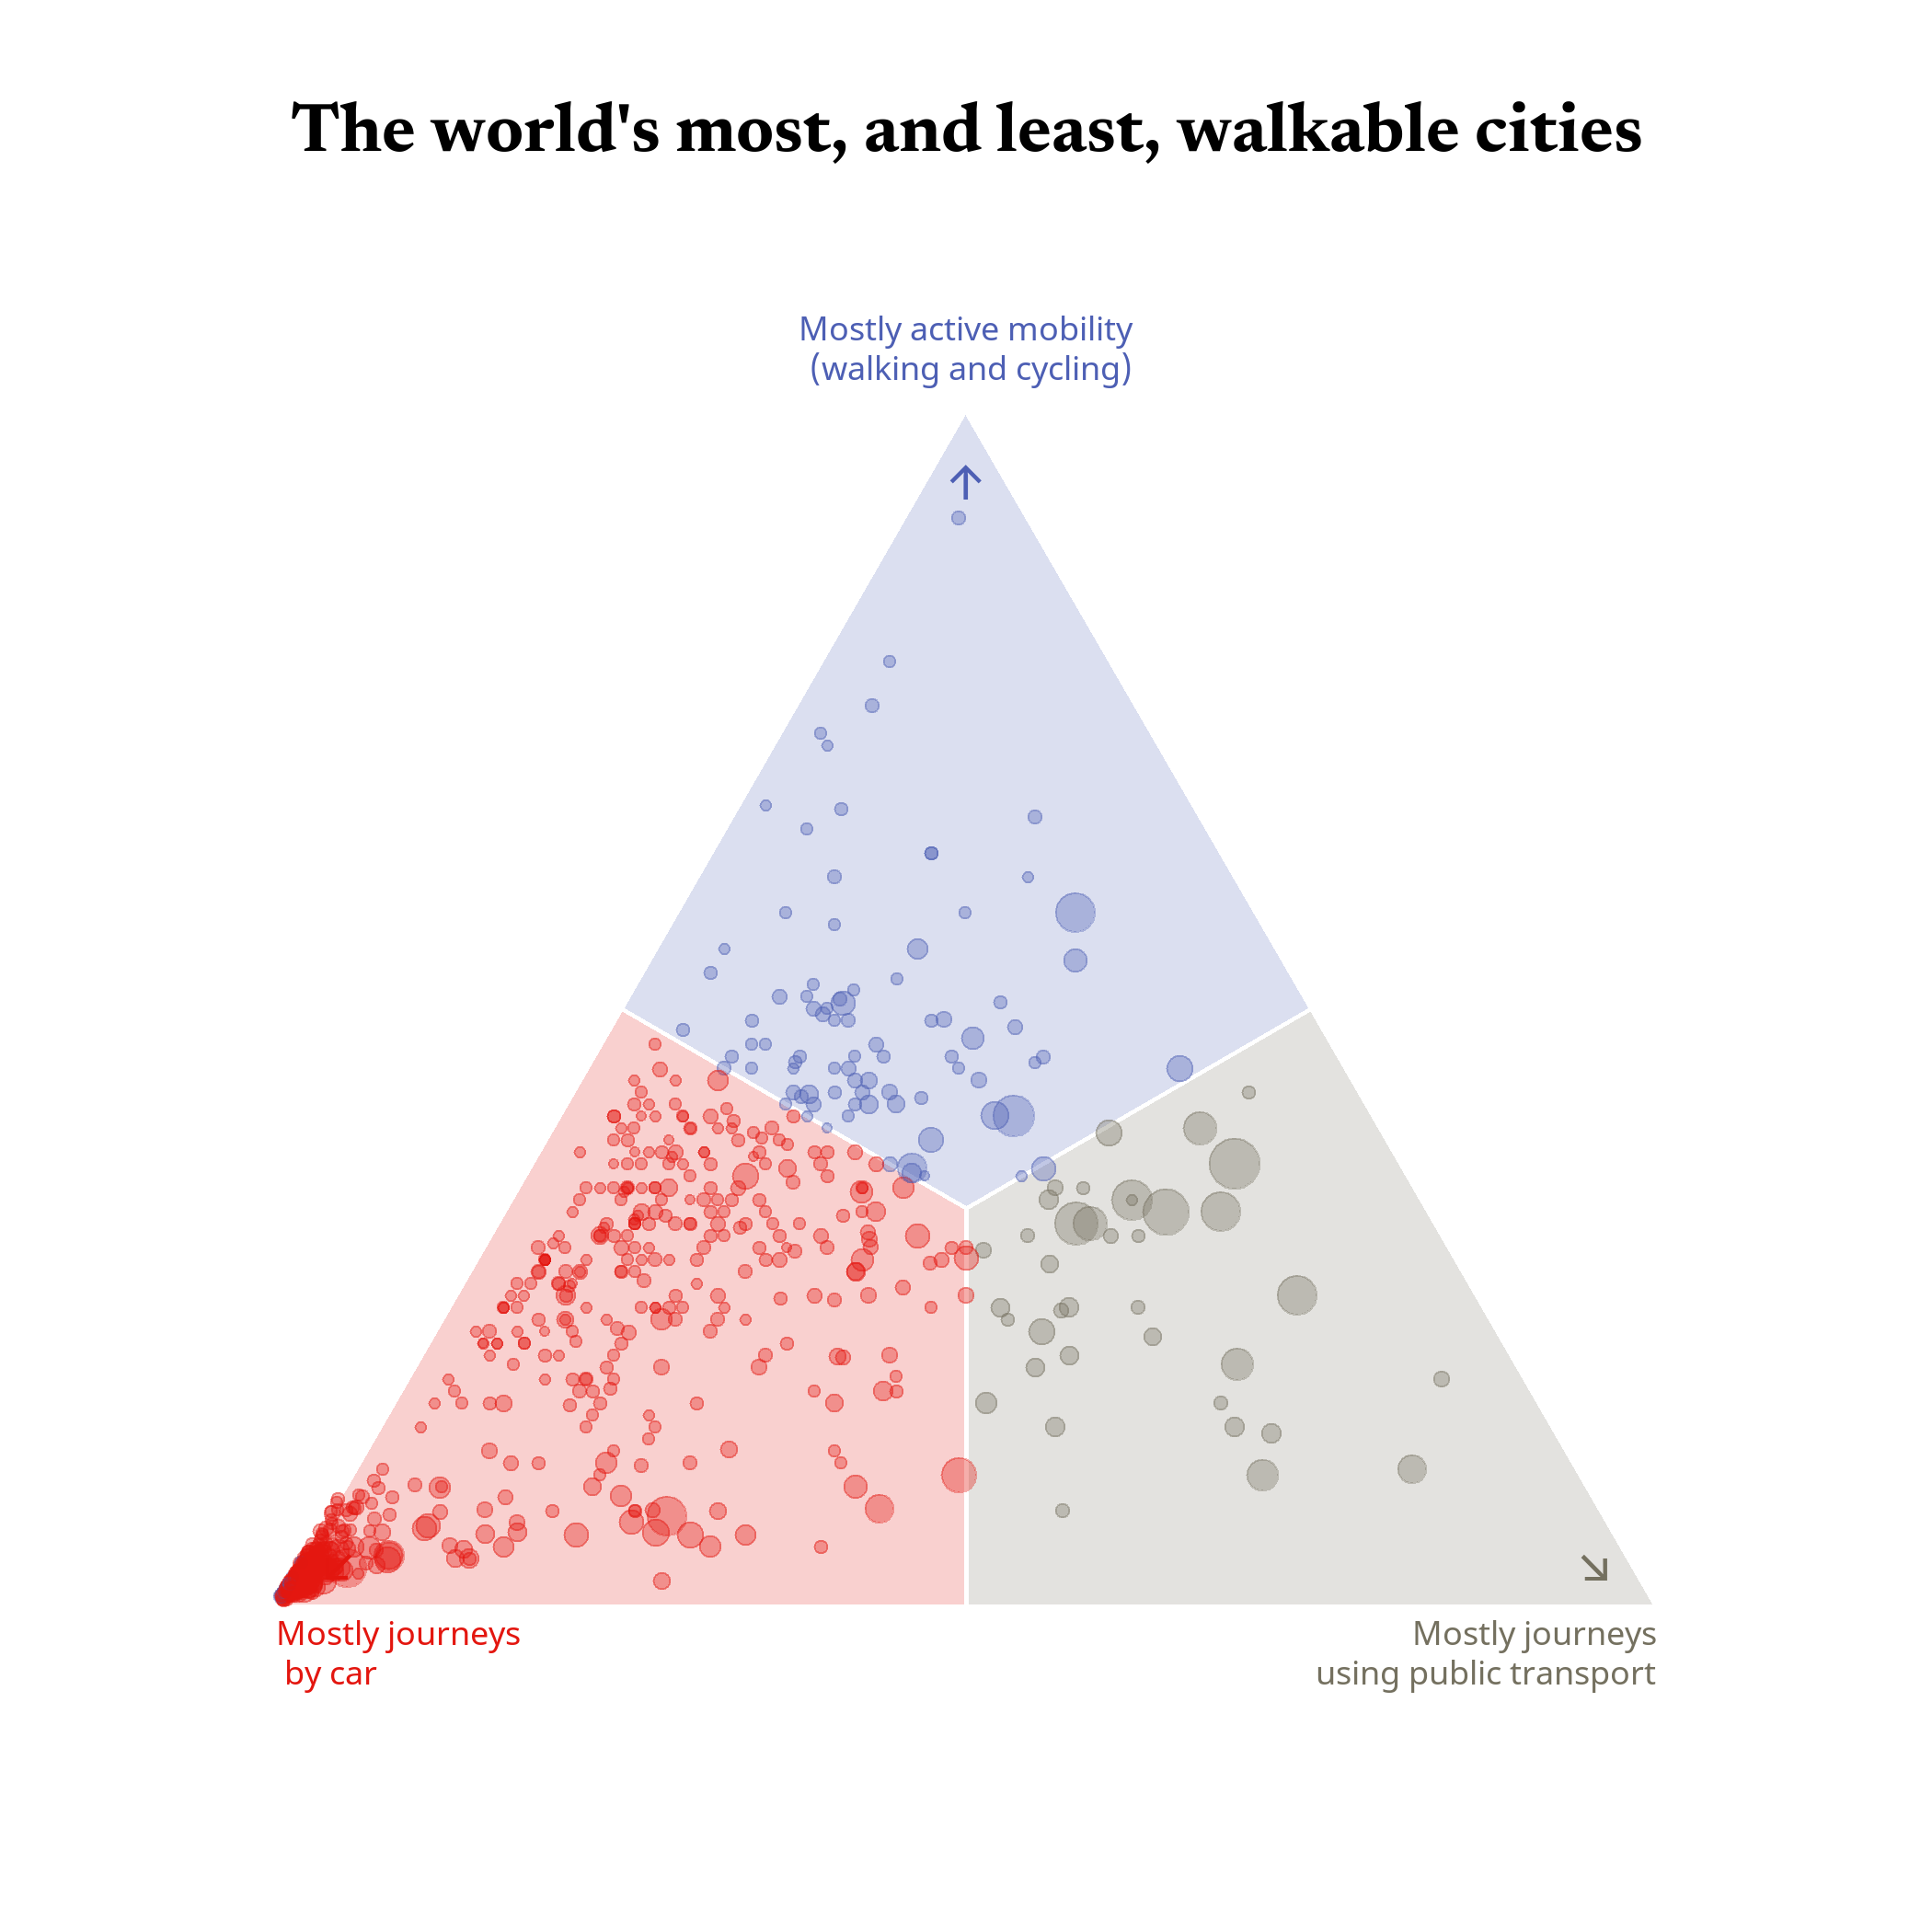 The world's most, and least, walkable cities
Mostly active mobility
(walking and cycling)
Mostly journeys
by car
Mostly journeys
using public transport